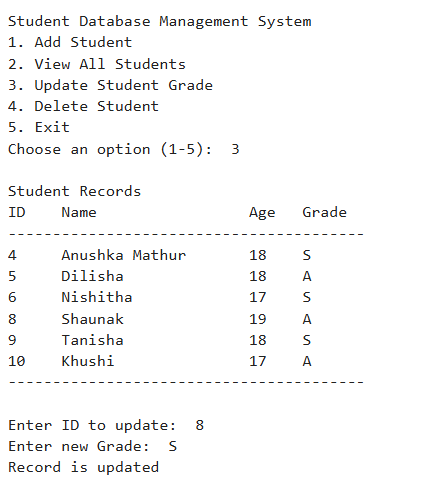 Student Database Management System
1. Add Student
2. View All Students
3. Update Student Grade
4. Delete Student
5. Exit
Choose an option (1-5):  3
Student Records
ID    Name                 Age   Grade
----------------------------------------
4     Anushka Mathur       18    S
5     Dilisha              18    A
6     Nishitha             17    S
8     Shaunak              19    A
9     Tanisha              18    S
10    Khushi               17    A
----------------------------------------
Enter ID to update:  8
Enter new Grade:  S
Record is updated